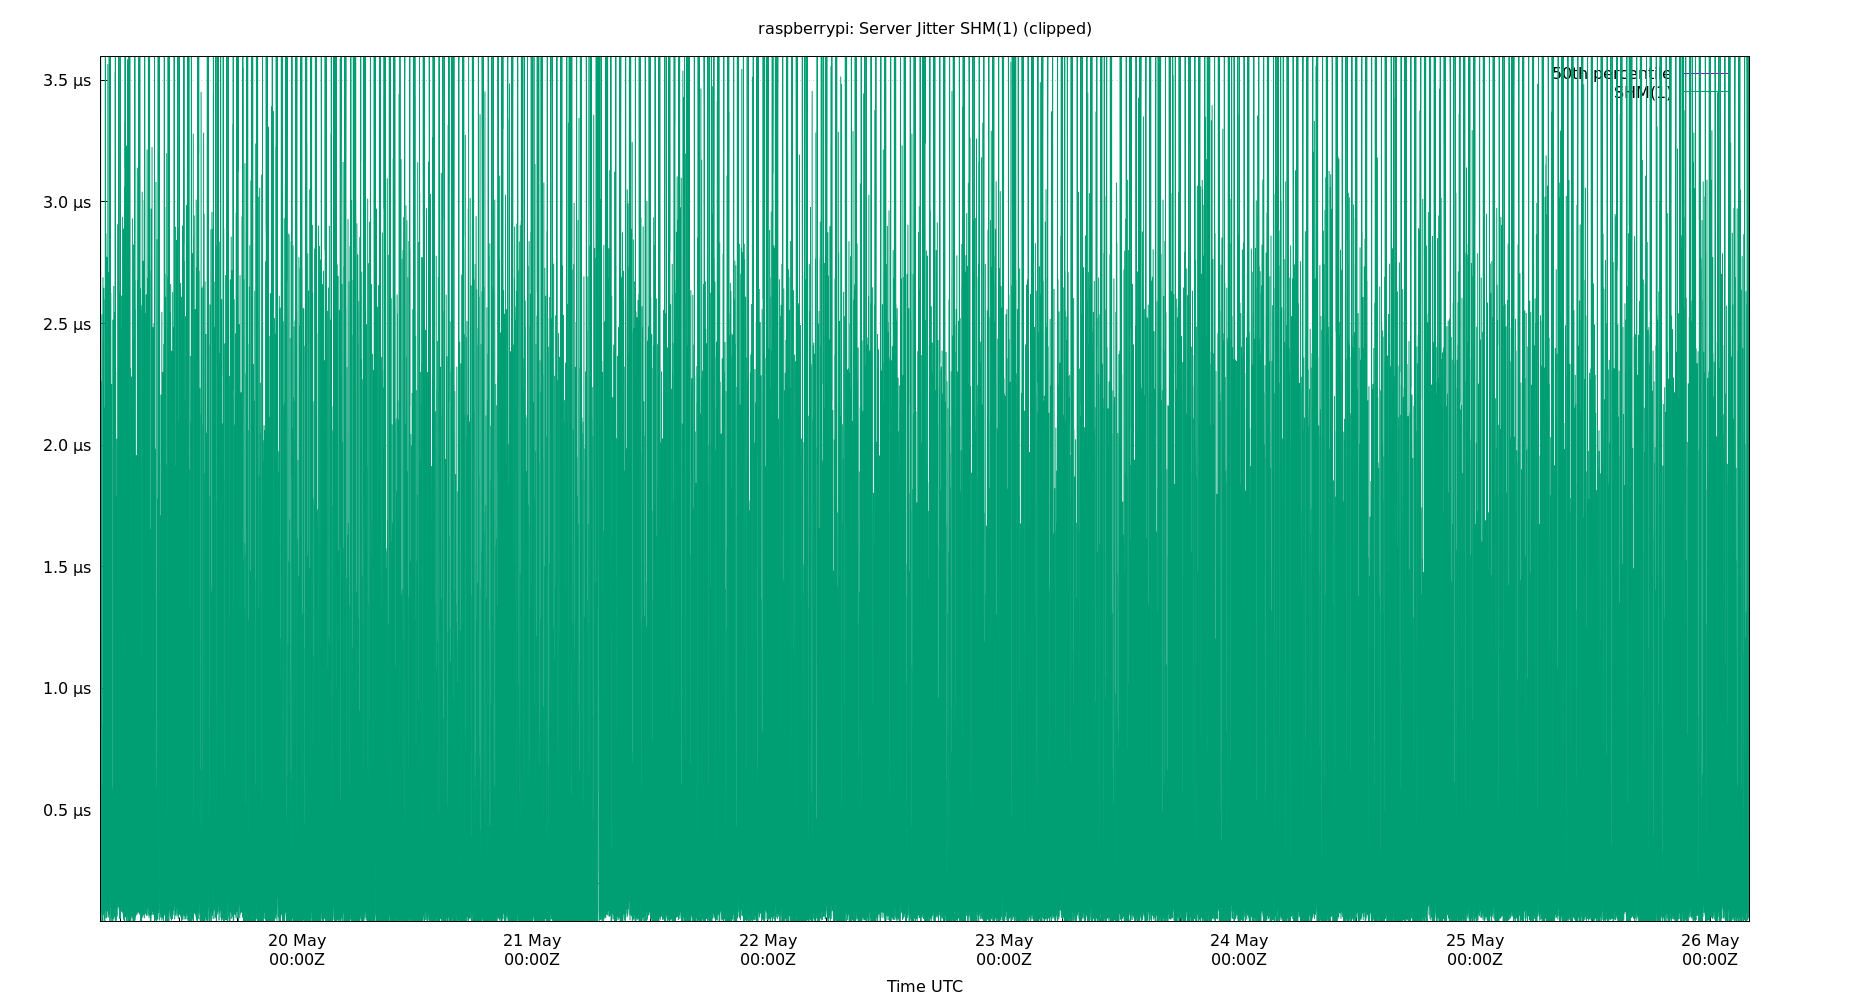 raspberrypi: Server Jitter SHM(1) (clipped)
3.5 µs
50th percentile
SHM(1)
3.0 µs
2.5 µs
2.0 µs
1.5 µs
1.0 µs
0.5 µs
20 May 21 May 22 May 23 May 24 May 25 May 26 May
00:00Z 00:00Z 00:00Z 00:00Z 00:00Z 00:00Z 00:00Z
Time UTC